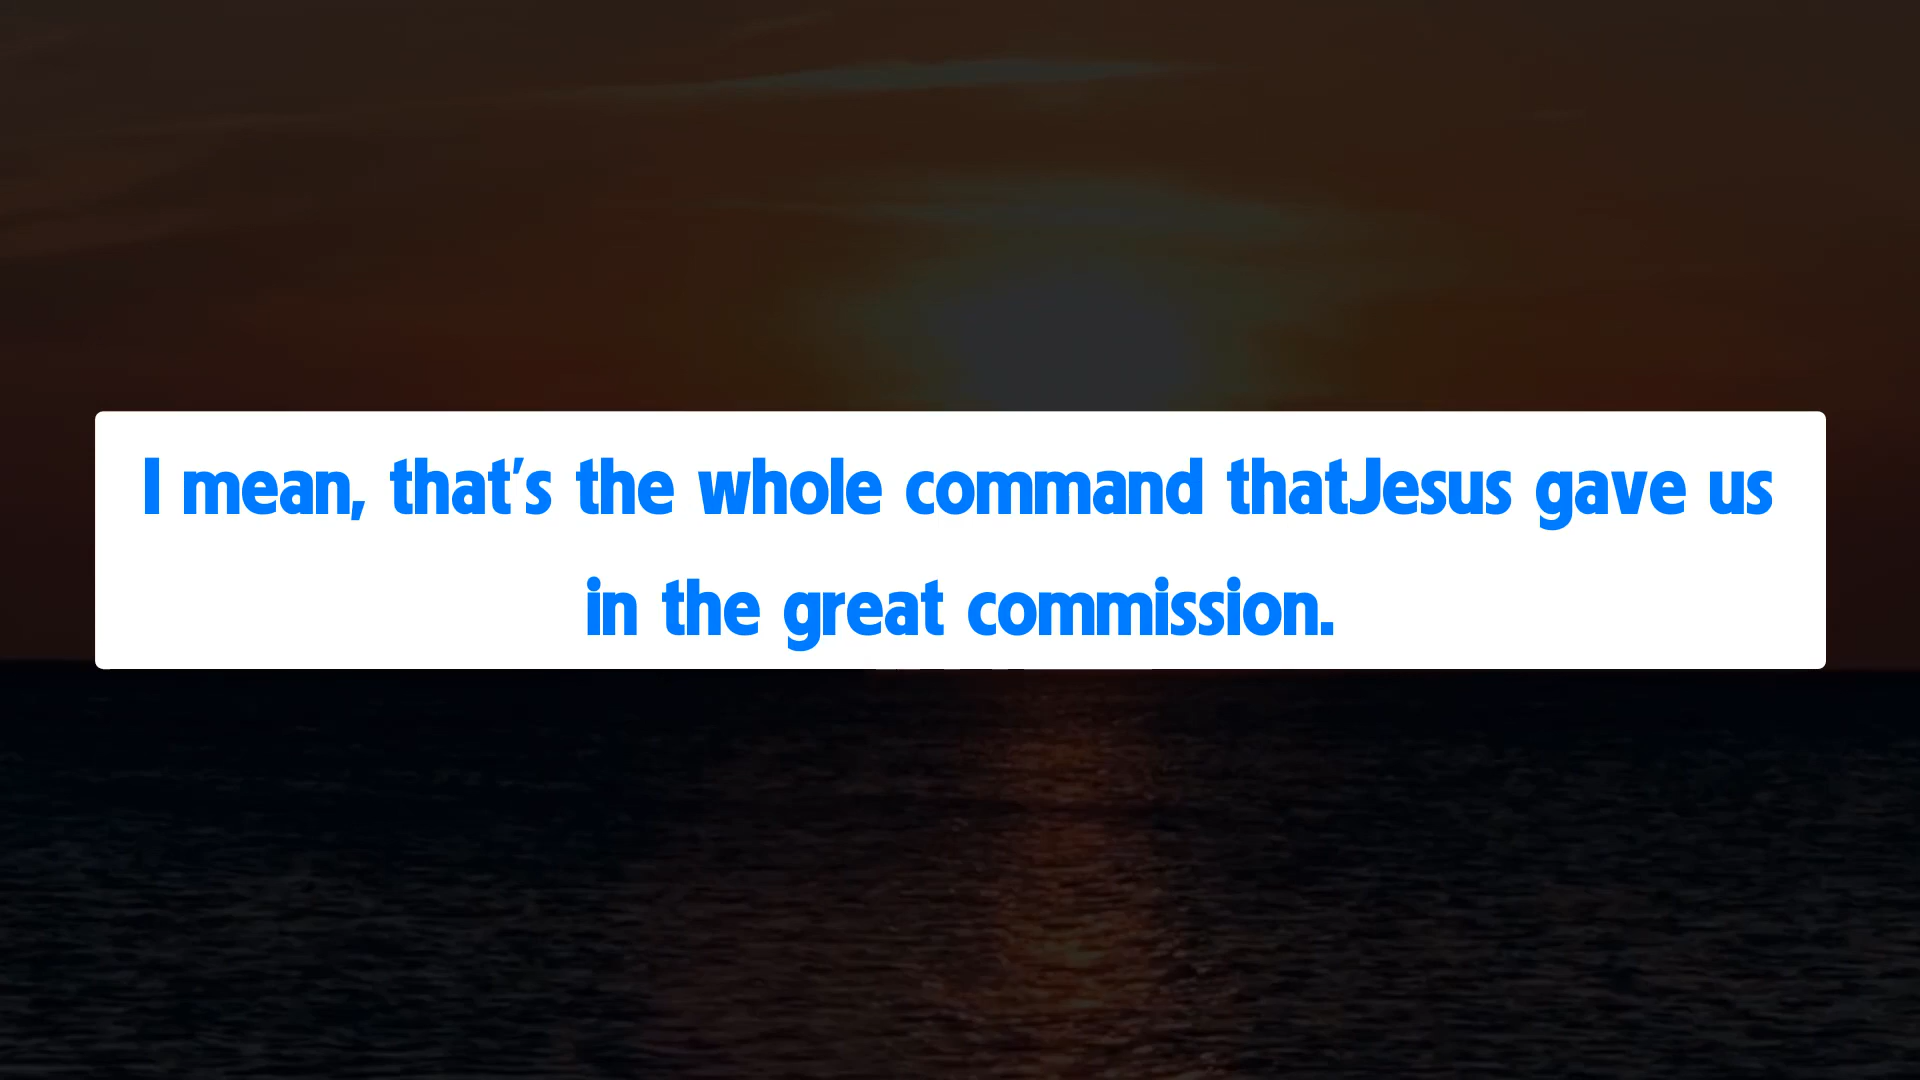 I mean, that's the whole command thatJesus gave us
in the great commission.